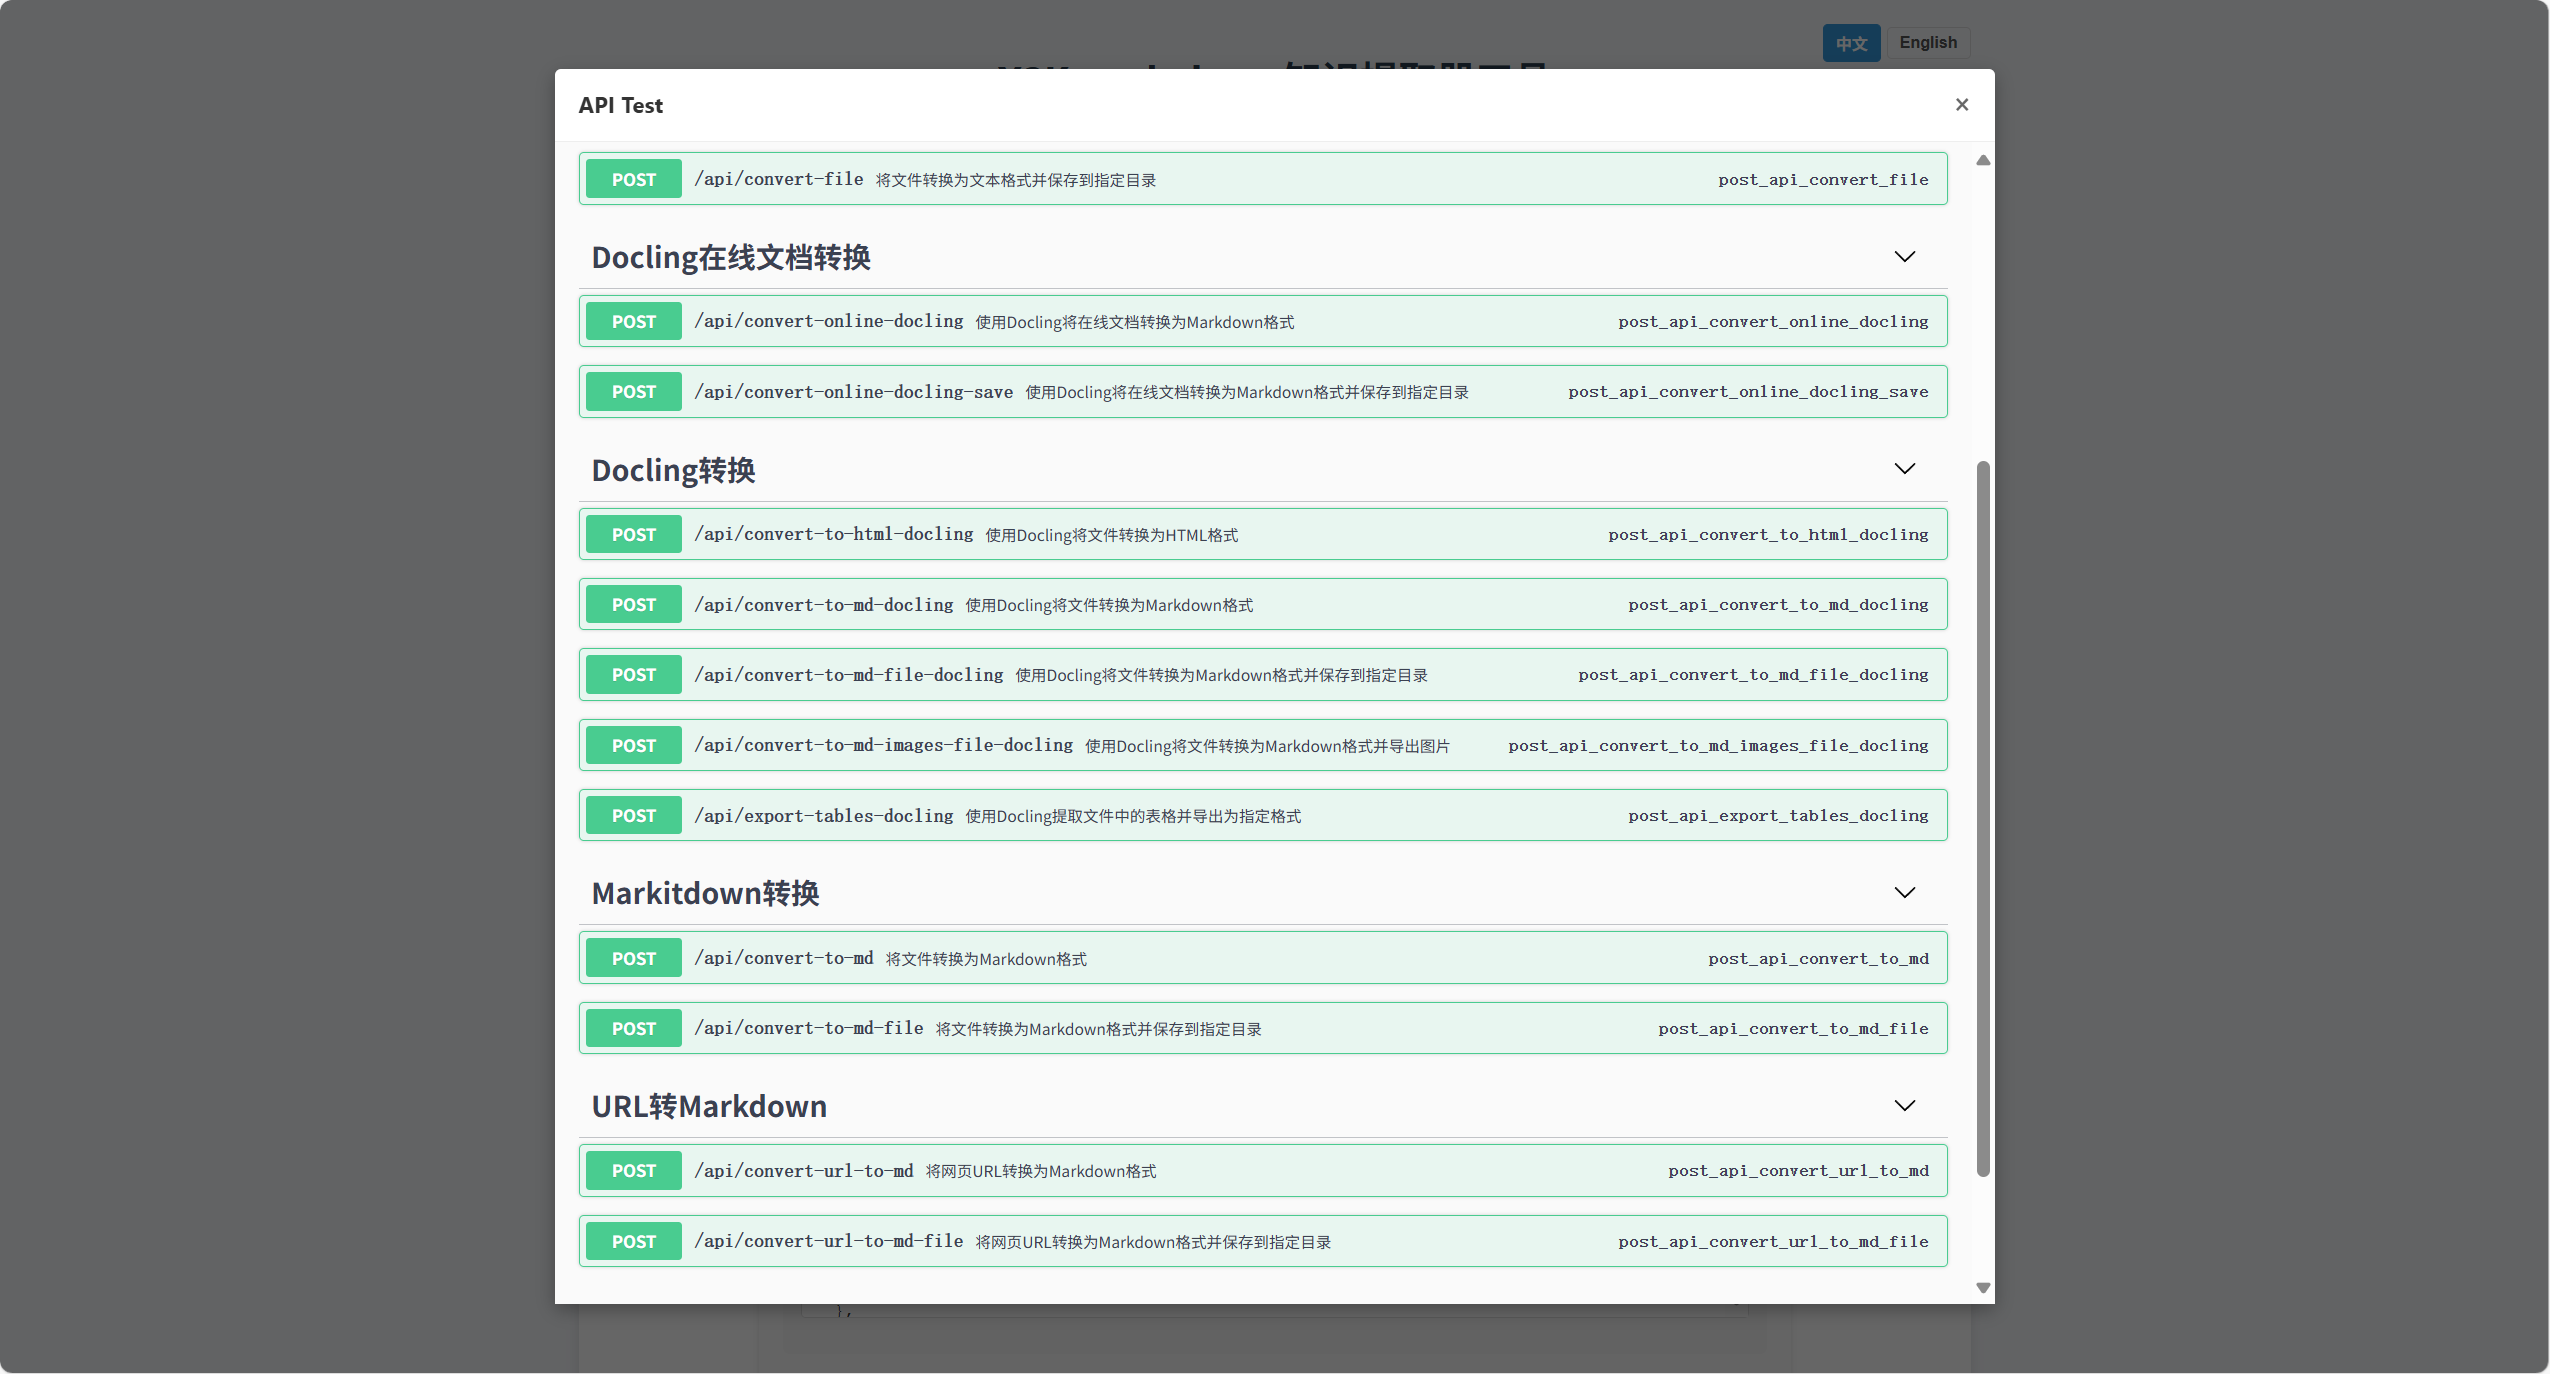 中文
English
API Test
×
POST /api/convert-file 将文件转换为文本格式并保存到指定目录 post_api_convert_file
Docling在线文档转换
POST /api/convert-online-docling 使用Docling将在线文档转换为Markdown格式 post_api_convert_online_docling
POST /api/convert-online-docling-save 使用Docling将在线文档转换为Markdown格式并保存到指定目录 post_api_convert_online_docling_save
Docling转换
POST /api/convert-to-html-docling 使用Docling将文件转换为HTML格式 post_api_convert_to_html_docling
POST /api/convert-to-md-docling 使用Docling将文件转换为Markdown格式 post_api_convert_to_md_docling
POST /api/convert-to-md-file-docling 使用Docling将文件转换为Markdown格式并保存到指定目录 post_api_convert_to_md_file_docling
POST /api/convert-to-md-images-file-docling 使用Docling将文件转换为Markdown格式并导出图片 post_api_convert_to_md_images_file_docling
POST /api/export-tables-docling 使用Docling提取文件中的表格并导出为指定格式 post_api_export_tables_docling
Markitdown转换
POST /api/convert-to-md 将文件转换为Markdown格式 post_api_convert_to_md
POST /api/convert-to-md-file 将文件转换为Markdown格式并保存到指定目录 post_api_convert_to_md_file
URL转Markdown
POST /api/convert-url-to-md 将网页URL转换为Markdown格式 post_api_convert_url_to_md
POST /api/convert-url-to-md-file 将网页URL转换为Markdown格式并保存到指定目录 post_api_convert_url_to_md_file
},